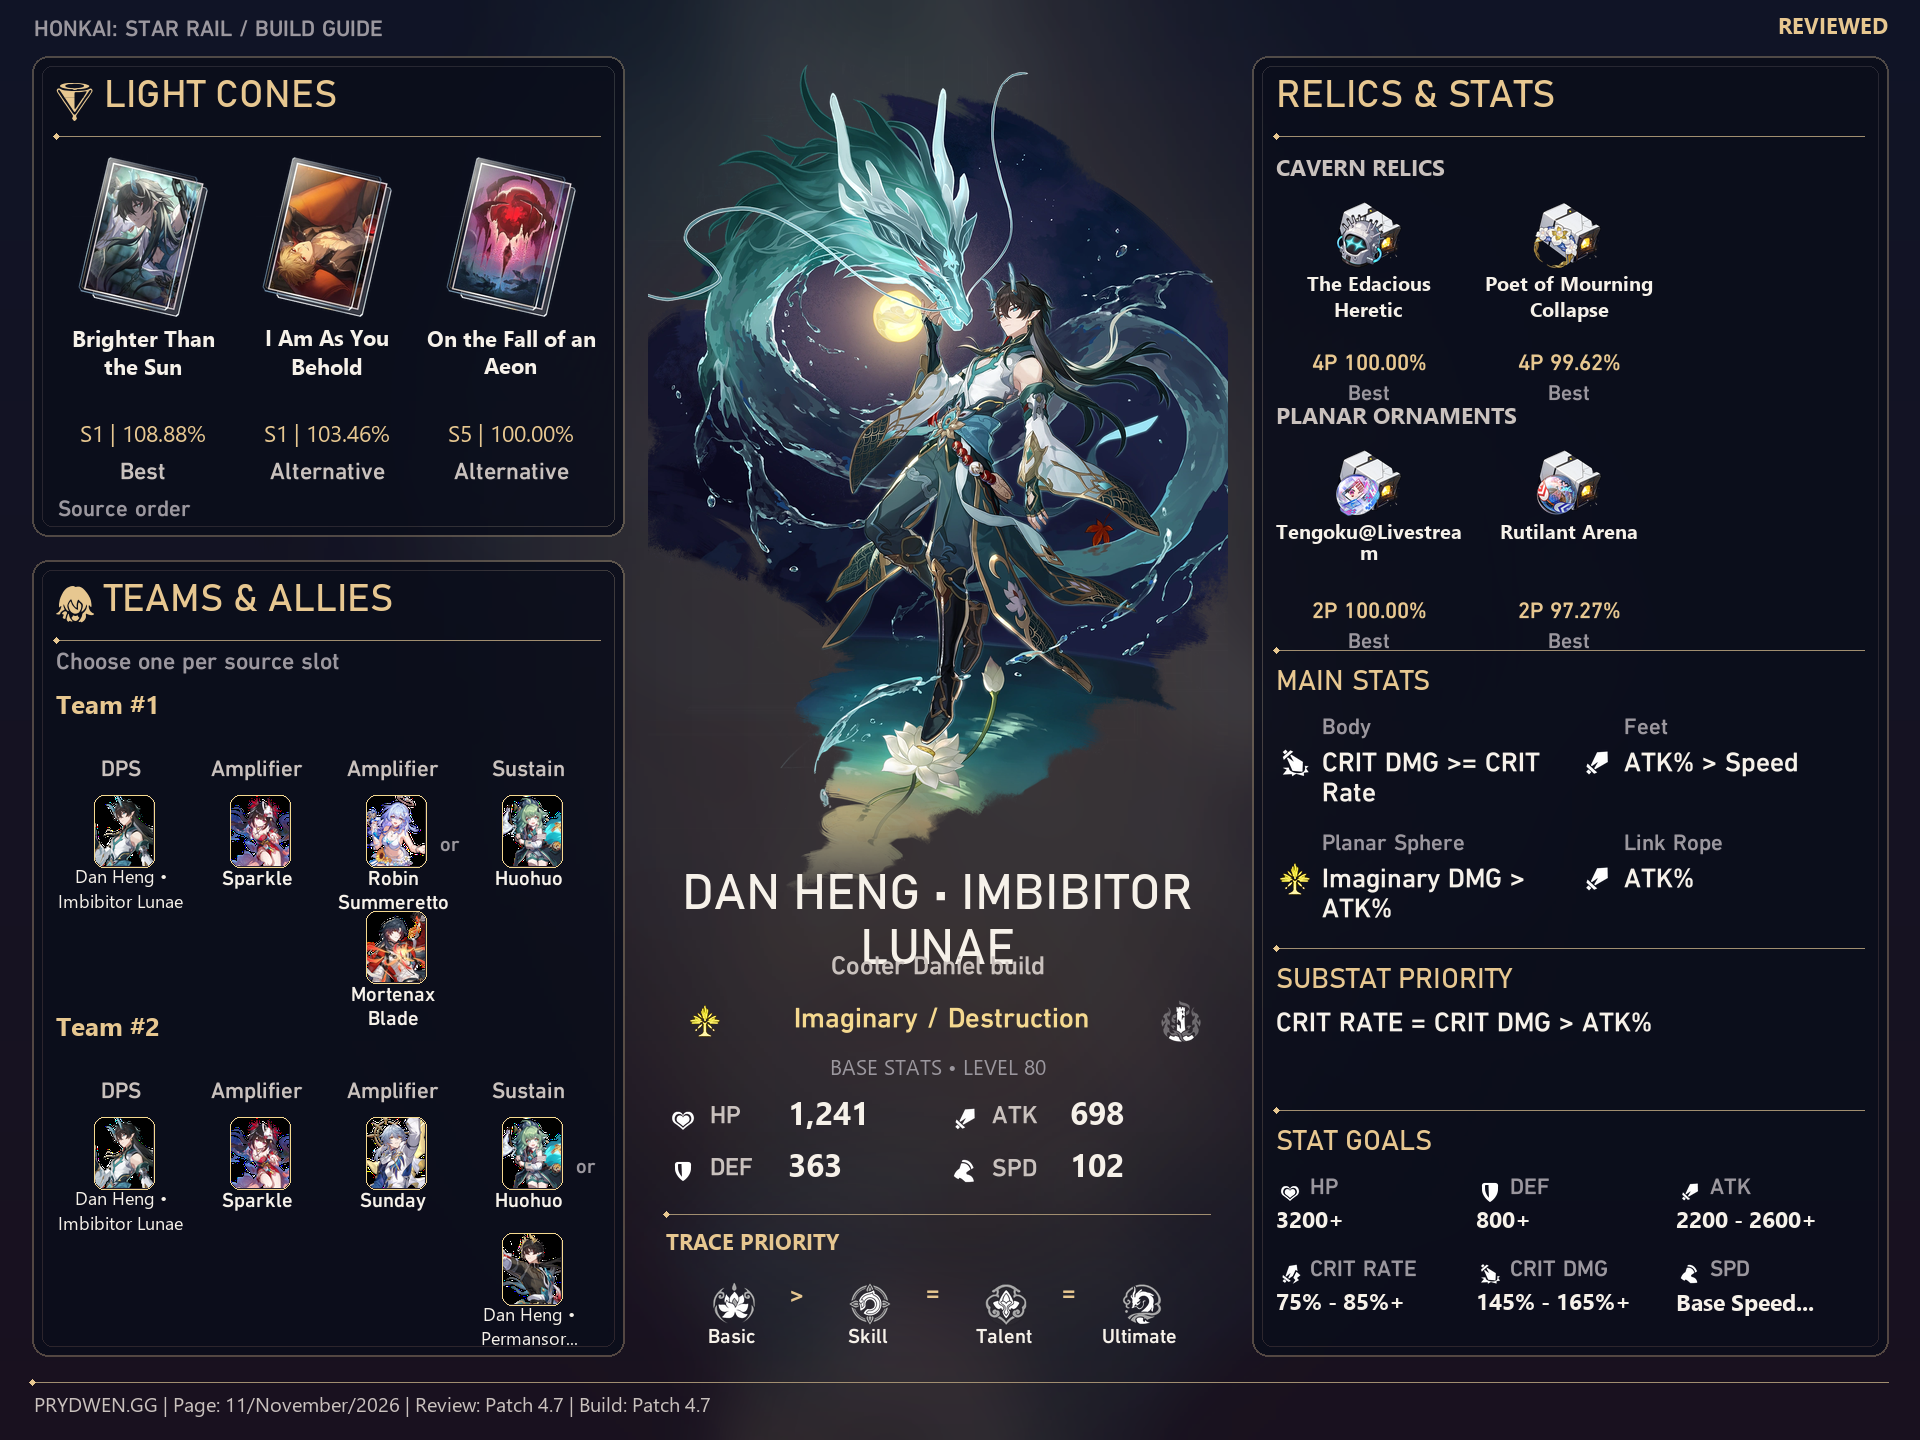 HONKAI: STAR RAIL / BUILD GUIDE
REVIEWED
LIGHT CONES
Brighter Than
the Sun
I Am As You
Behold
On the Fall of an
Aeon
S1 | 108.88%
S1 | 103.46%
S5 | 100.00%
Best
Alternative
Alternative
Source order
TEAMS & ALLIES
Choose one per source slot
Team #1
DPS
Amplifier
Amplifier
Sustain
or
Dan Heng •
Imbibitor Lunae
Sparkle
Robin
Summeretto
Huohuo
Mortenax
Blade
Team #2
DPS
Amplifier
Amplifier
Sustain
or
Dan Heng •
Imbibitor Lunae
Sparkle
Sunday
Huohuo
Dan Heng •
Permansor...
DAN HENG • IMBIBITOR
LUNAE
Cooler Daniel build
Imaginary / Destruction
BASE STATS • LEVEL 80
HP 1,241
ATK 698
DEF 363
SPD 102
TRACE PRIORITY
Basic > Skill = Talent = Ultimate
RELICS & STATS
CAVERN RELICS
The Edacious
Heretic
Poet of Mourning
Collapse
4P 100.00%
4P 99.62%
Best
Best
PLANAR ORNAMENTS
Tengoku@Livestrea
m
Rutilant Arena
2P 100.00%
2P 97.27%
Best
Best
MAIN STATS
Body
CRIT DMG >= CRIT
Rate
Feet
ATK% > Speed
Planar Sphere
Imaginary DMG >
ATK%
Link Rope
ATK%
SUBSTAT PRIORITY
CRIT RATE = CRIT DMG > ATK%
STAT GOALS
HP
3200+
DEF
800+
ATK
2200 - 2600+
CRIT RATE
75% - 85%+
CRIT DMG
145% - 165%+
SPD
Base Speed...
PRYDWEN.GG | Page: 11/November/2026 | Review: Patch 4.7 | Build: Patch 4.7